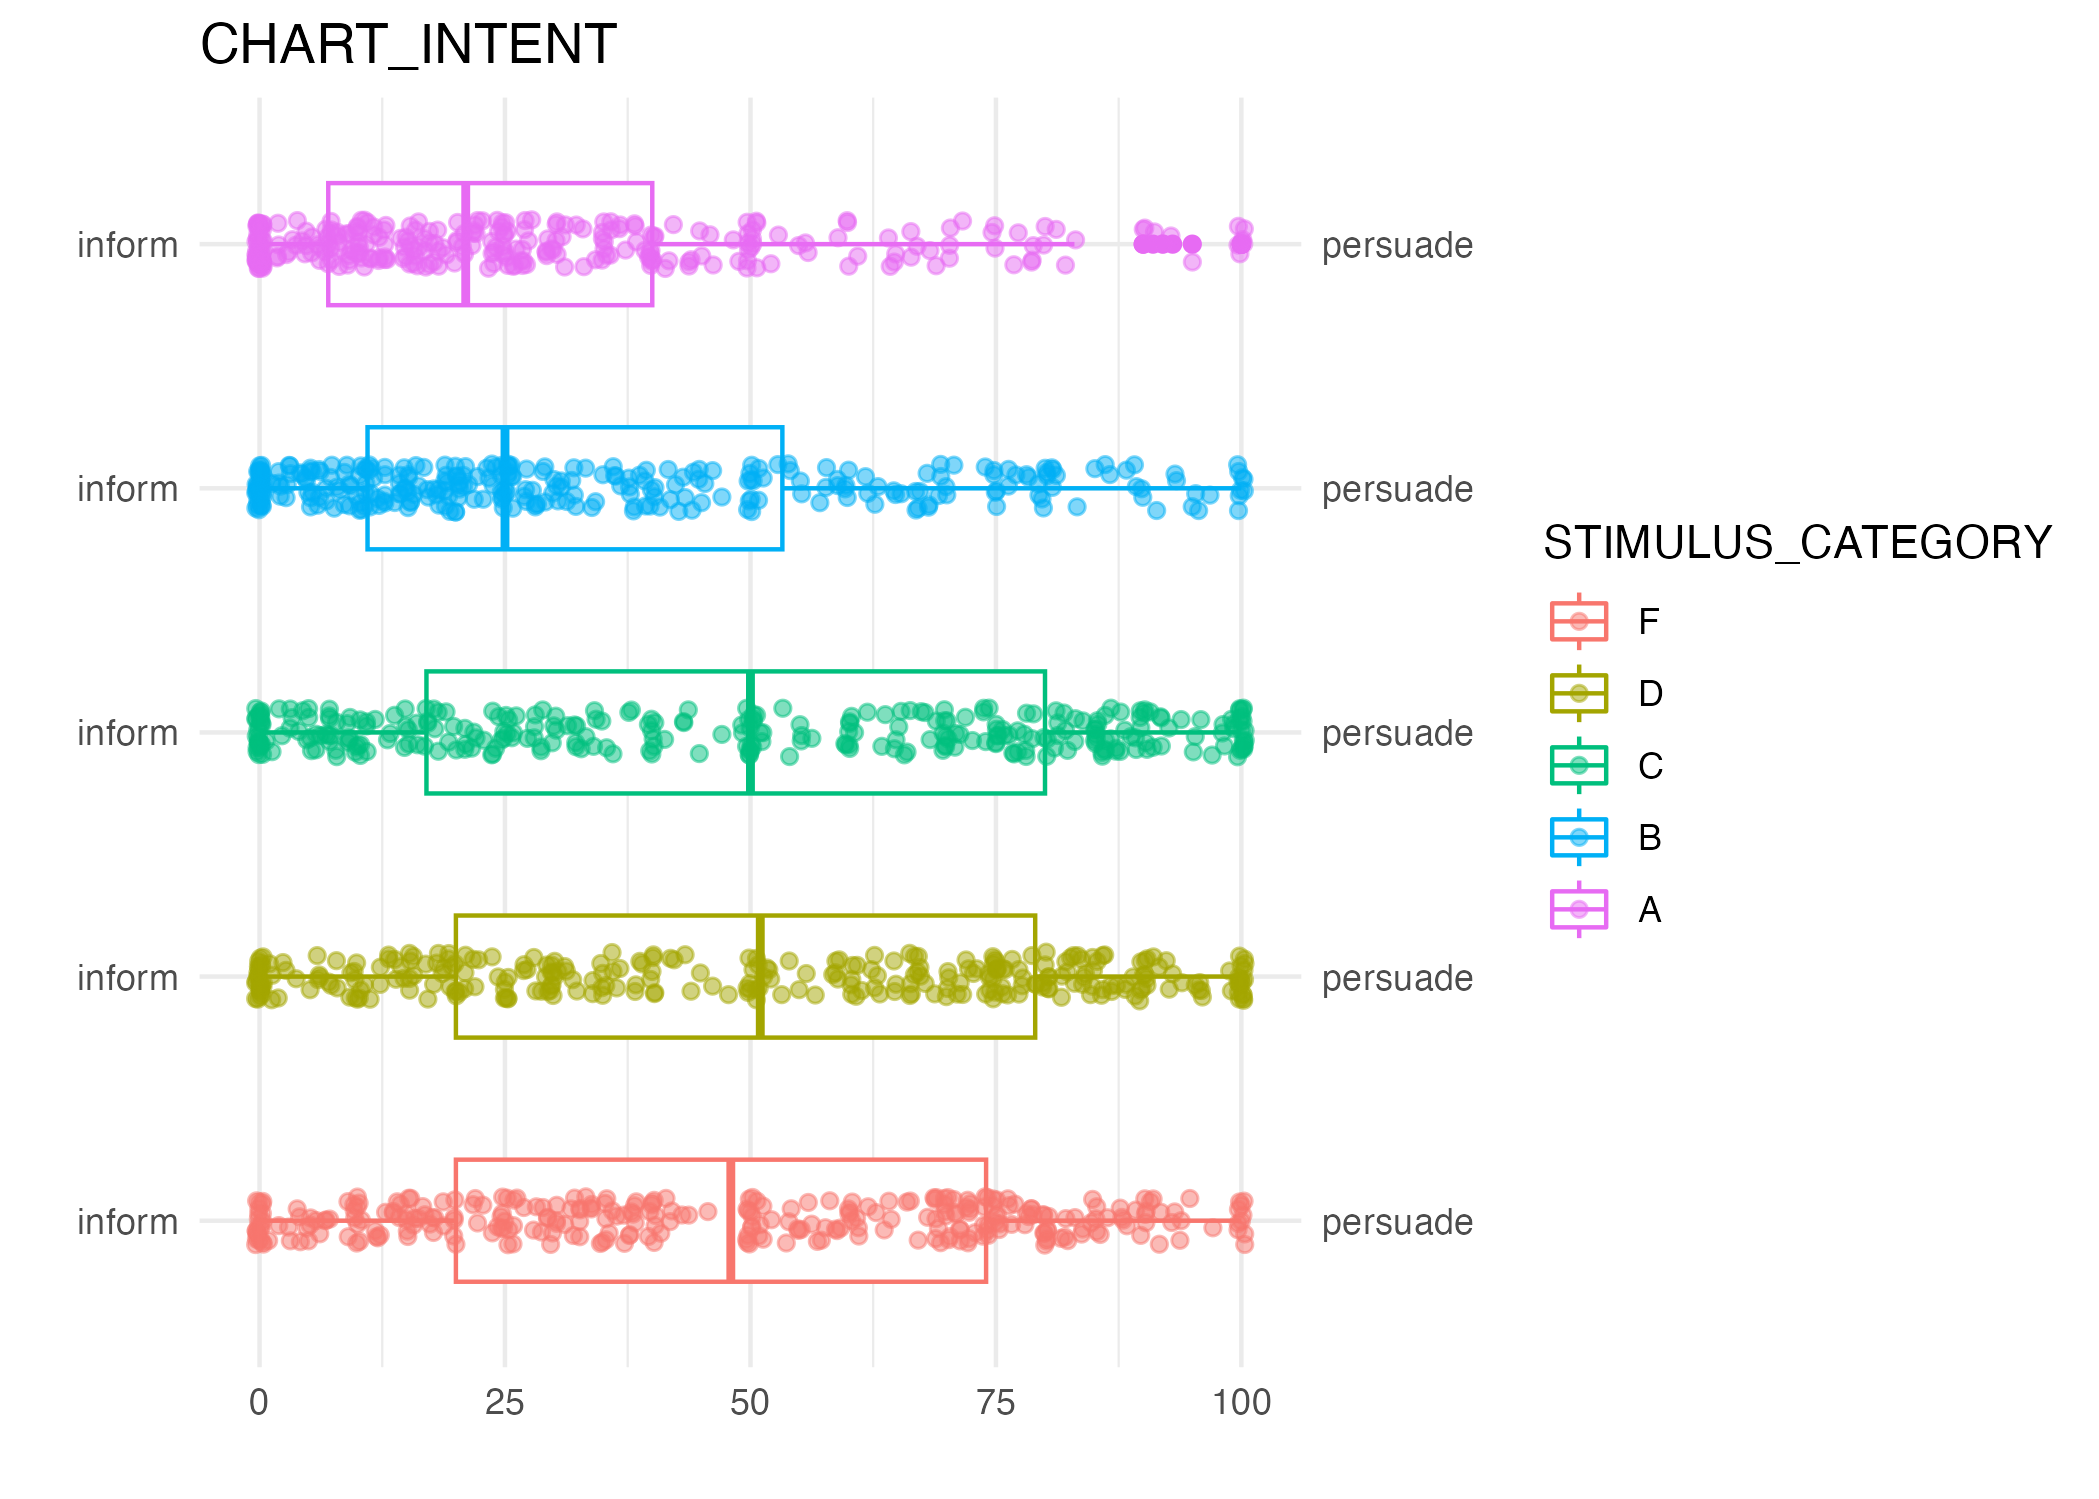 CHART_INTENT
inform persuade
inform persuade
inform persuade
inform persuade
inform persuade
0 25 50 75 100
STIMULUS_CATEGORY
F
D
C
B
A